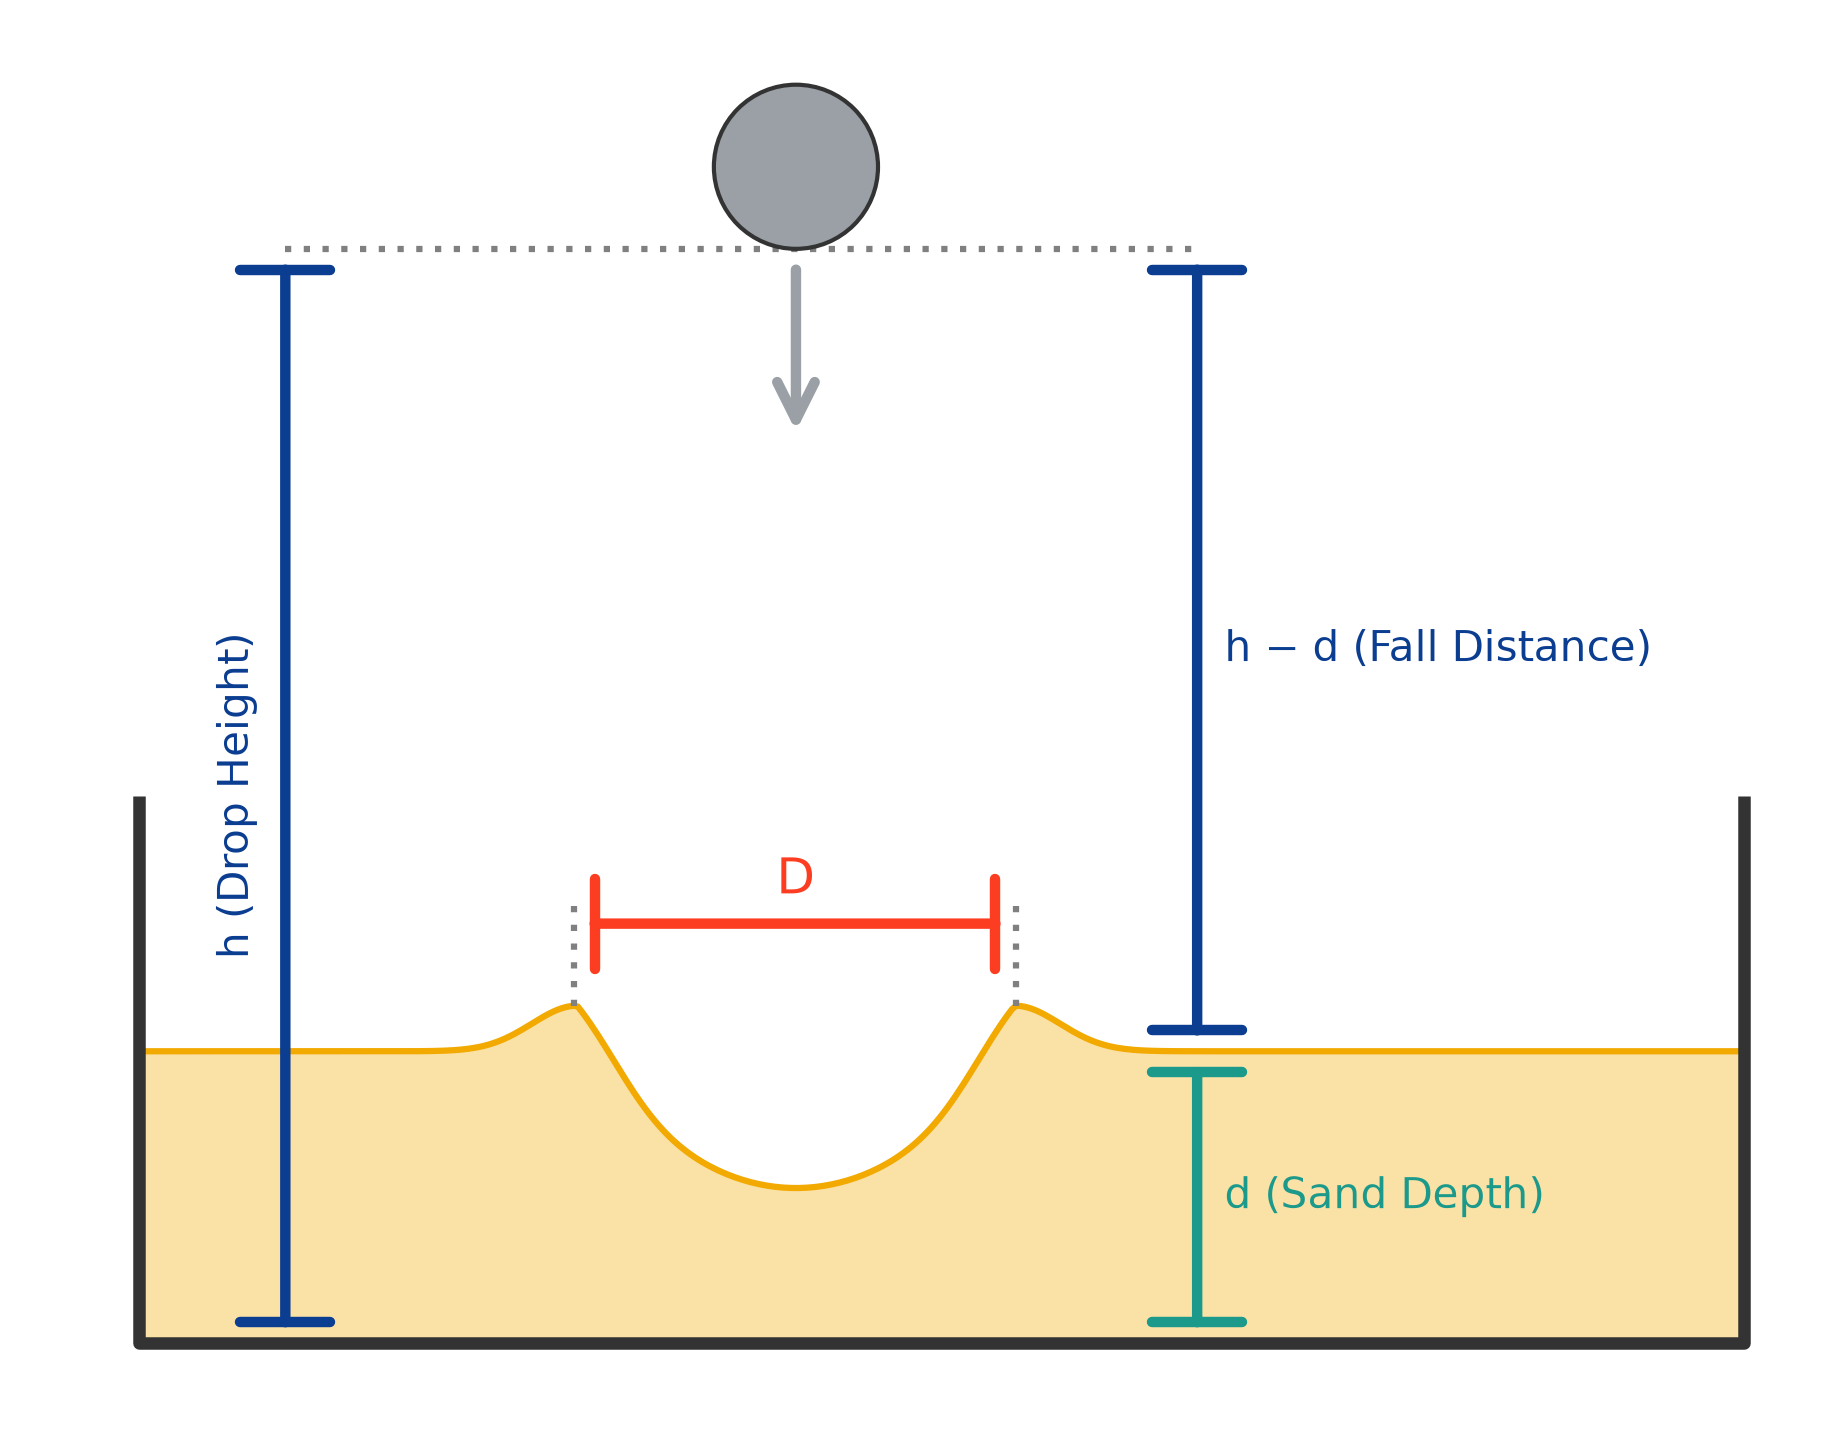 h (Drop Height)
h − d (Fall Distance)
D
d (Sand Depth)